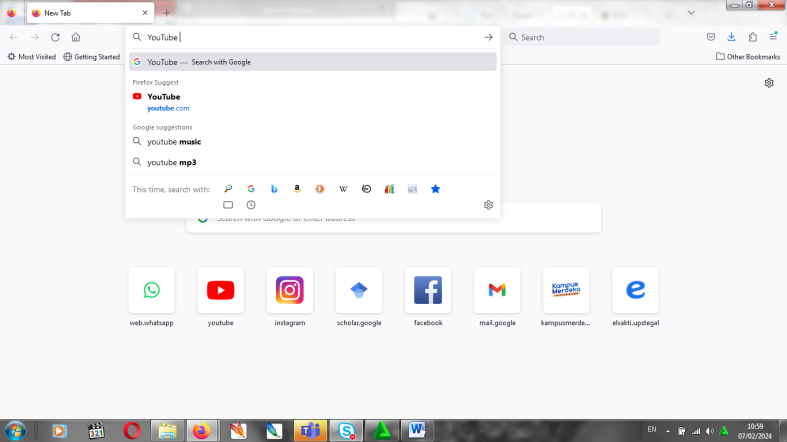 New Tab
YouTube
Search
Most Visited
Getting Started
Other Bookmarks
YouTube — Search with Google
Firefox Suggest
YouTube
youtube.com
Google suggestions
youtube music
youtube mp3
This time, search with:
Search with Google or enter address
Kampus
Merdeka
web.whatsapp
youtube
instagram
scholar.google
facebook
mail.google
kampusmerde...
elsakti.upstegal
321
EN
10:59
07/02/2024